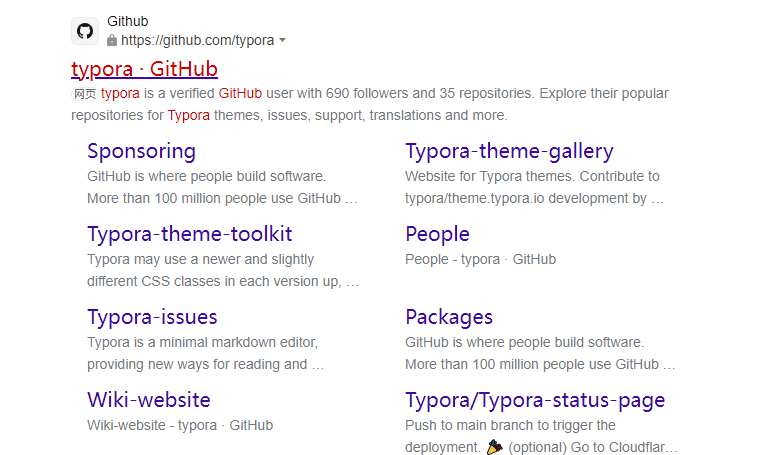 Github
https://github.com/typora
typora · GitHub
网页 typora is a verified GitHub user with 690 followers and 35 repositories. Explore their popular
repositories for Typora themes, issues, support, translations and more.
Sponsoring
GitHub is where people build software.
More than 100 million people use GitHub …
Typora-theme-gallery
Website for Typora themes. Contribute to
typora/theme.typora.io development by …
Typora-theme-toolkit
Typora may use a newer and slightly
different CSS classes in each version up, …
People
People - typora · GitHub
Typora-issues
Typora is a minimal markdown editor,
providing new ways for reading and …
Packages
GitHub is where people build software.
More than 100 million people use GitHub …
Wiki-website
Wiki-website - typora · GitHub
Typora/Typora-status-page
Push to main branch to trigger the
deployment. 🎉 (optional) Go to Cloudflar…